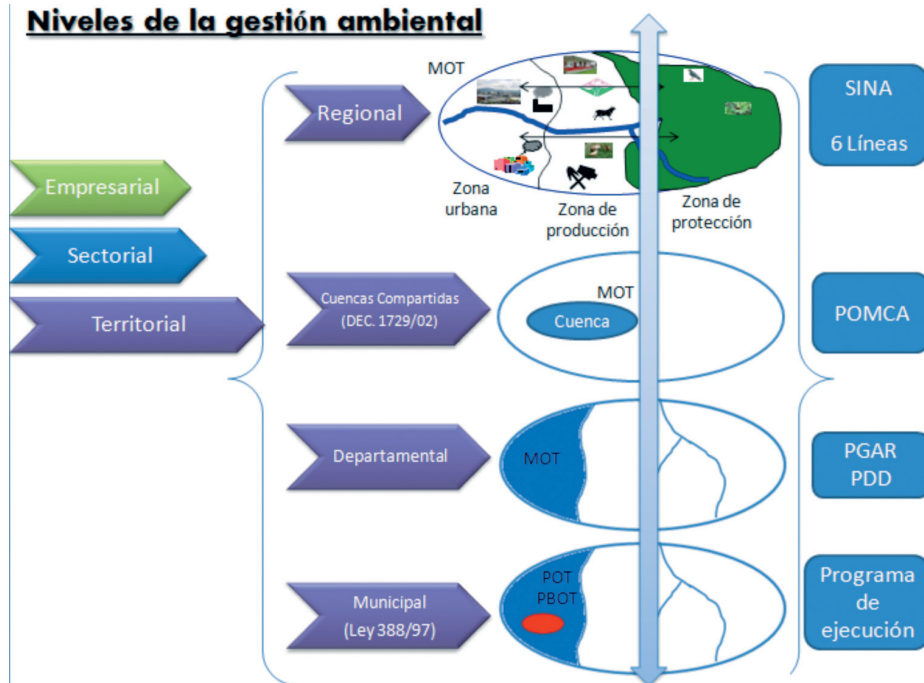 Niveles de la gestión ambiental
Empresarial
Sectorial
Territorial
Regional
MOT
Zona
urbana
Zona de
producción
Zona de
protección
SINA
6 Líneas
Cuencas Compartidas
(DEC. 1729/02)
MOT
Cuenca
POMCA
Departamental
MOT
PGAR
PDD
Municipal
(Ley 388/97)
POT
PBOT
Programa
de
ejecución